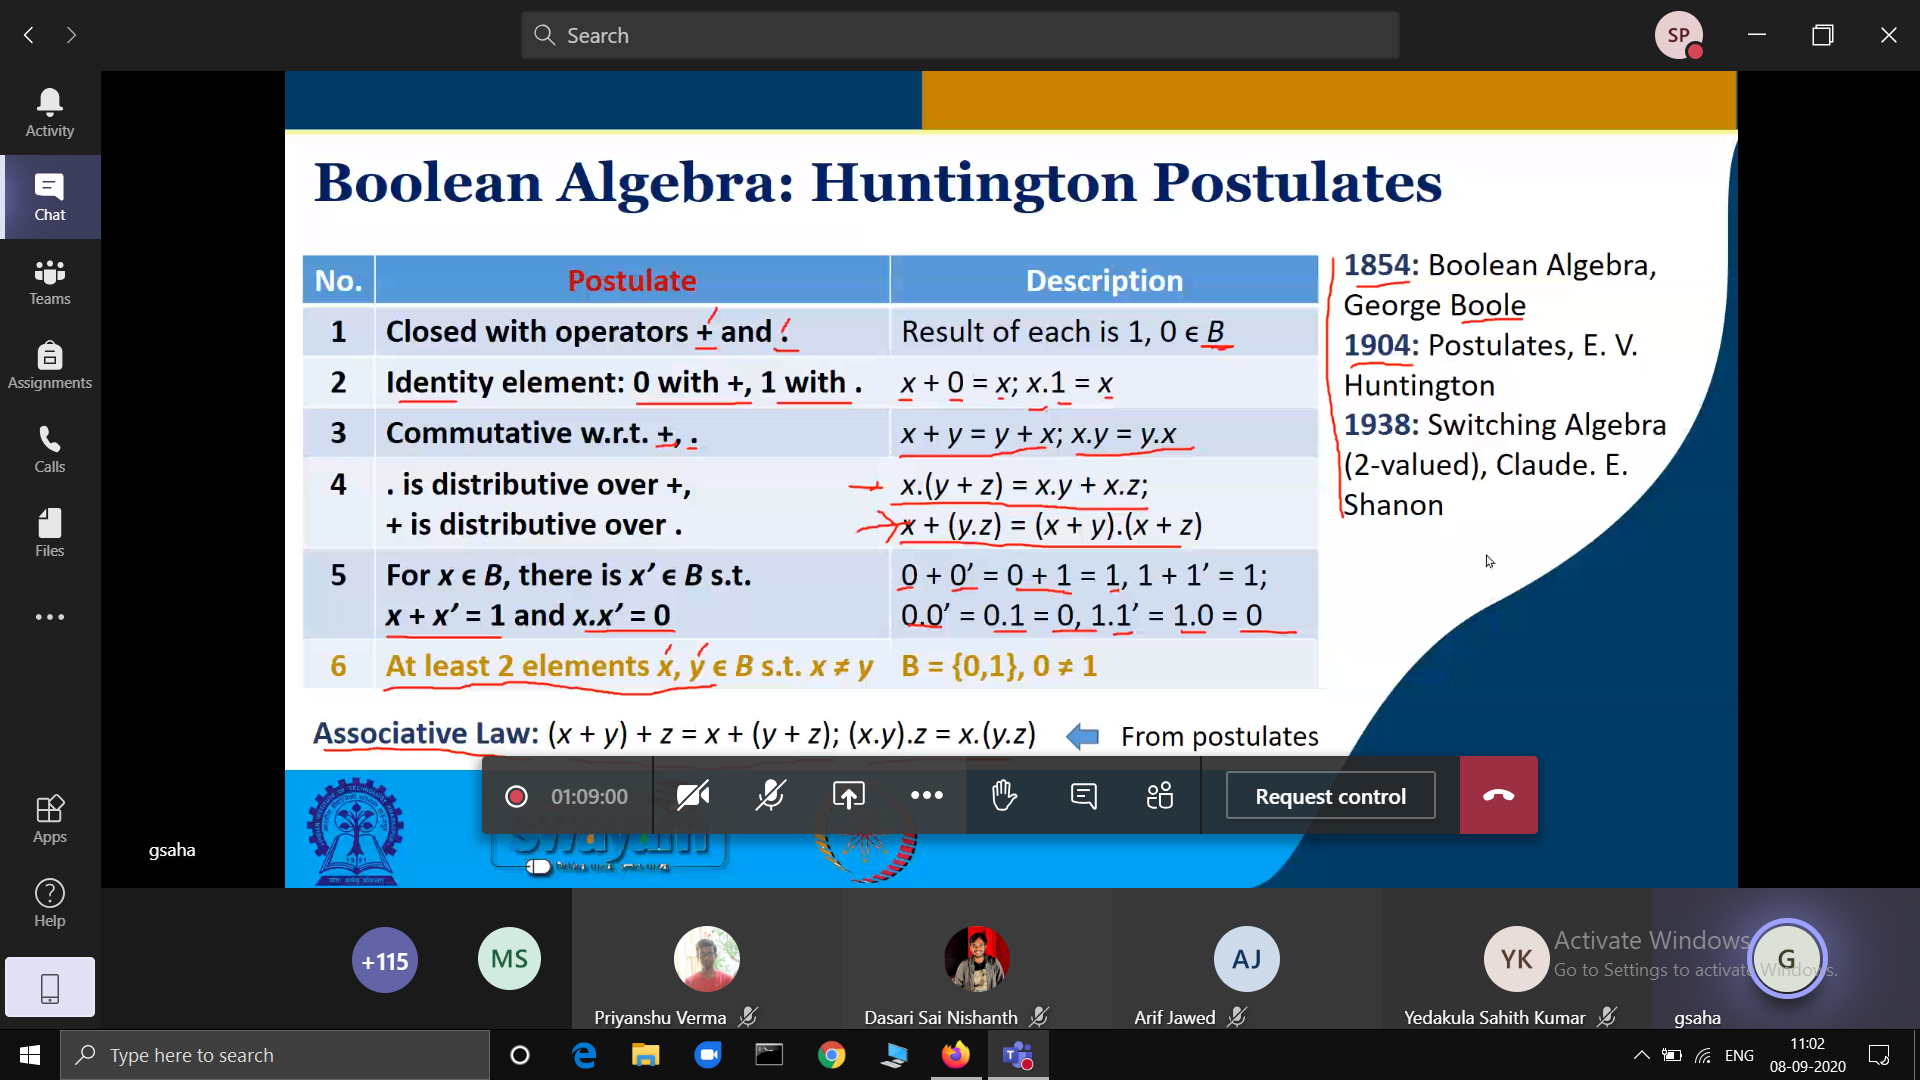 Search
SP
Activity
Chat
Teams
Assignments
Calls
Files
Apps
Help
Boolean Algebra: Huntington Postulates
No. Postulate Description
1 Closed with operators + and . Result of each is 1, 0 ϵ B
2 Identity element: 0 with +, 1 with . x + 0 = x; x.1 = x
3 Commutative w.r.t. +, . x + y = y + x; x.y = y.x
4 . is distributive over +, x.(y + z) = x.y + x.z;
+ is distributive over . x + (y.z) = (x + y).(x + z)
5 For x ϵ B, there is x’ ϵ B s.t. 0 + 0’ = 0 + 1 = 1, 1 + 1’ = 1;
x + x’ = 1 and x.x’ = 0 0.0’ = 0.1 = 0, 1.1’ = 1.0 = 0
6 At least 2 elements x, y ϵ B s.t. x ≠ y B = {0,1}, 0 ≠ 1
Associative Law: (x + y) + z = x + (y + z); (x.y).z = x.(y.z) From postulates
1854: Boolean Algebra,
George Boole
1904: Postulates, E. V.
Huntington
1938: Switching Algebra
(2-valued), Claude. E.
Shanon
01:09:00
Request control
swayam
gsaha
+115
MS
AJ
YK
G
Priyanshu Verma
Dasari Sai Nishanth
Arif Jawed
Yedakula Sahith Kumar
gsaha
Activate Windows
Go to Settings to activate Windows.
Type here to search
ENG
11:02
08-09-2020